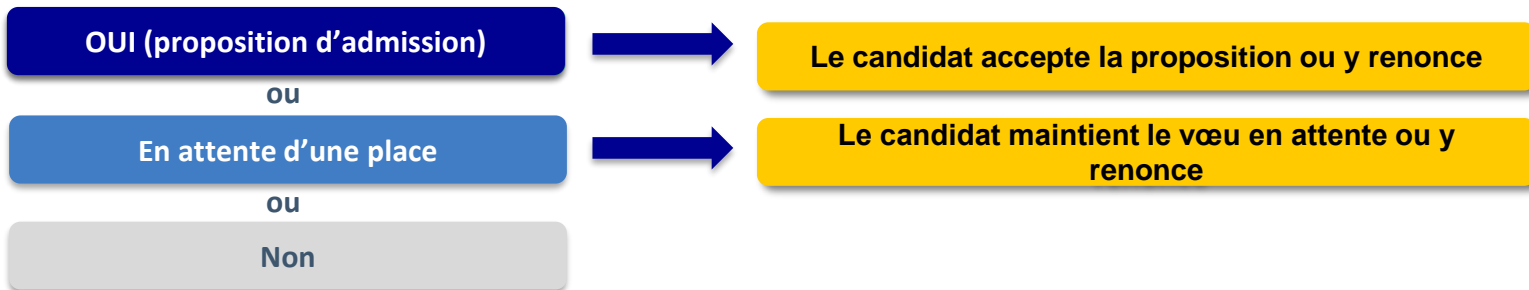 OUI (proposition d’admission)
Le candidat accepte la proposition ou y renonce
ou
En attente d’une place
Le candidat maintient le vœu en attente ou y
renonce
ou
Non